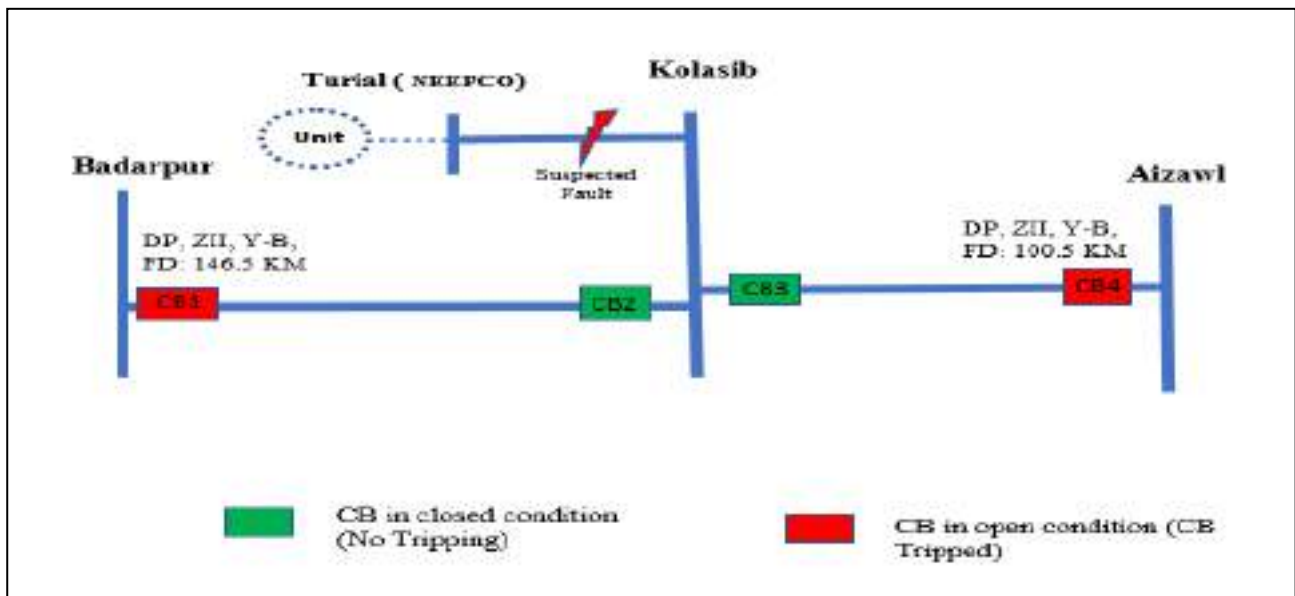 Kolasib
Turial ( NEEPCO)
Unit
Badarpur
Suspected
Fault
Aizawl
DP, ZII, Y-B,
FD: 146.5 KM
DP, ZII, Y-B,
FD: 100.5 KM
CB1
CB2
CB3
CB4
CB in closed condition
(No Tripping)
CB in open condition (CB
Tripped)